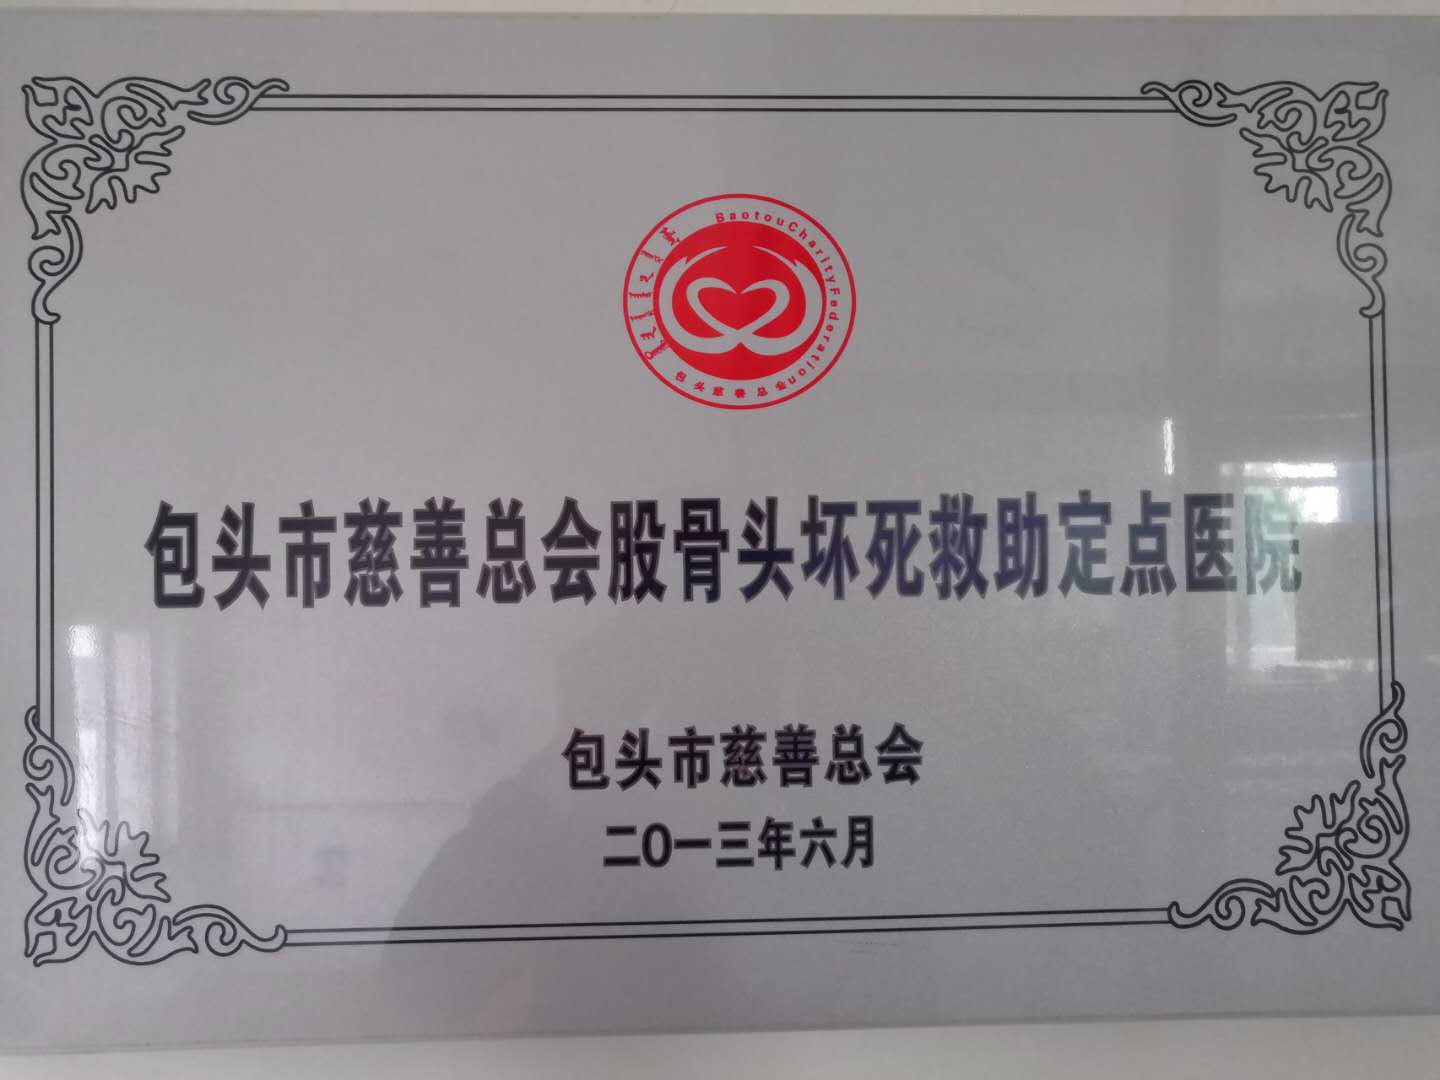 BaotouCharityFederation
包头慈善总会
包头市慈善总会股骨头坏死救助定点医院
包头市慈善总会
二〇一三年六月